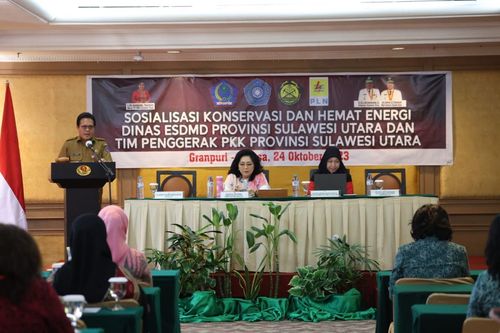 PLN
SOSIALISASI KONSERVASI DAN HEMAT ENERGI
DINAS ESDMD PROVINSI SULAWESI UTARA DAN
TIM PENGGERAK PKK PROVINSI SULAWESI UTARA
Granpuri 24 Oktober